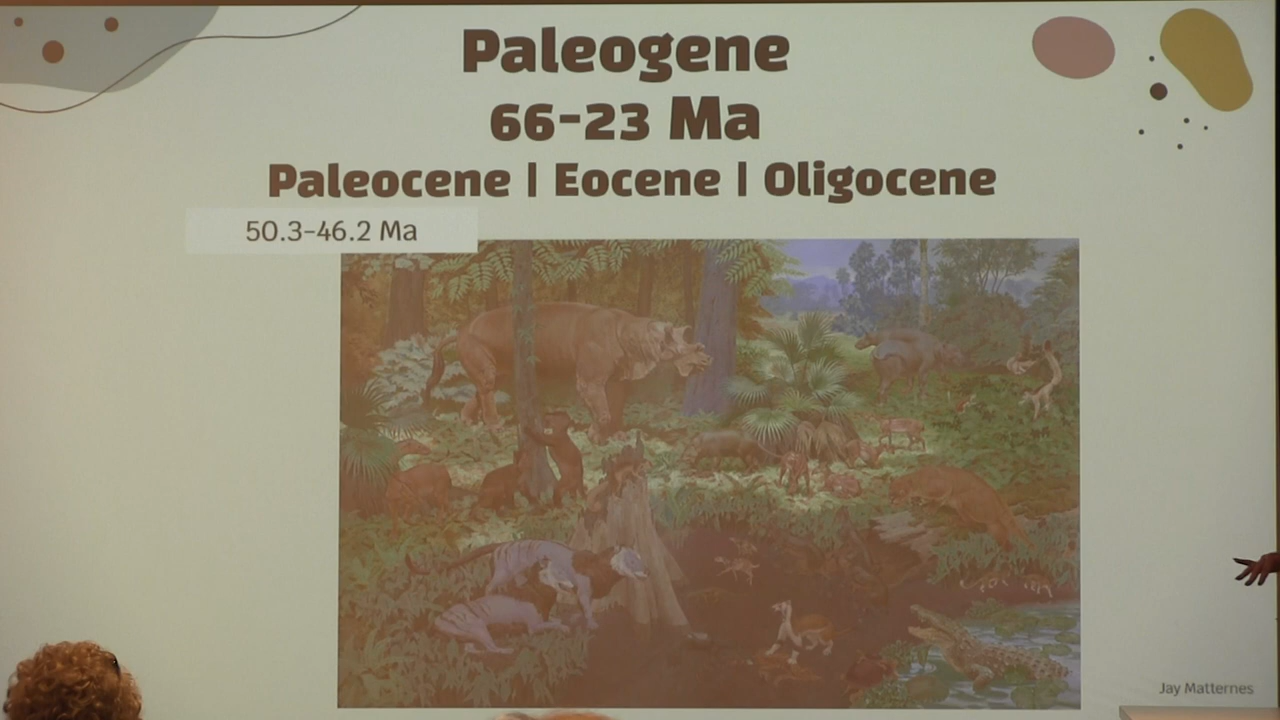 Paleogene
66-23 Ma
Paleocene | Eocene | Oligocene
50.3-46.2 Ma
Jay Matternes